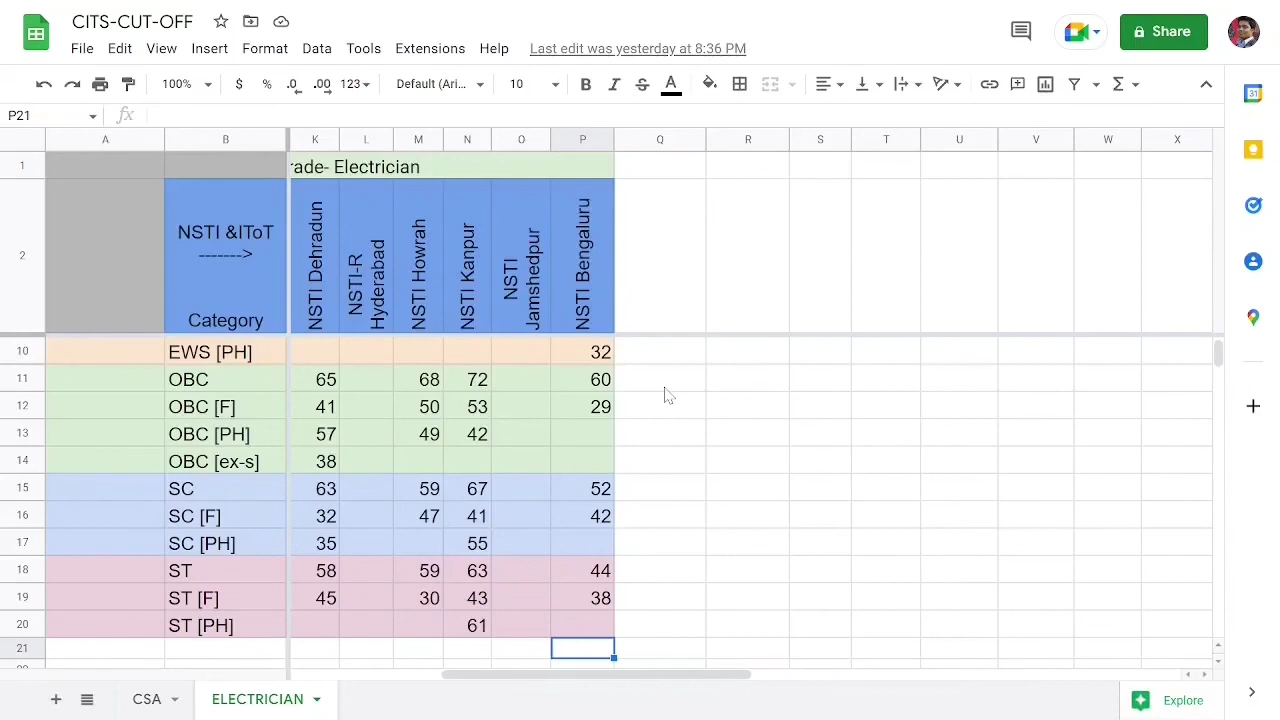 CITS-CUT-OFF
File Edit View Insert Format Data Tools Extensions Help Last edit was yesterday at 8:36 PM
Share
100% $ % .0 .00 123 Default (Ari... 10 B I S A
P21 fx
A B K L M N O P Q R S T U V W X
1 rade- Electrician
2 NSTI &IToT
------->
Category
NSTI Dehradun
NSTI-R
Hyderabad
NSTI Howrah
NSTI Kanpur
NSTI
Jamshedpur
NSTI Bengaluru
10 EWS [PH] 32
11 OBC 65 68 72 60
12 OBC [F] 41 50 53 29
13 OBC [PH] 57 49 42
14 OBC [ex-s] 38
15 SC 63 59 67 52
16 SC [F] 32 47 41 42
17 SC [PH] 35 55
18 ST 58 59 63 44
19 ST [F] 45 30 43 38
20 ST [PH] 61
21
CSA ELECTRICIAN Explore
31